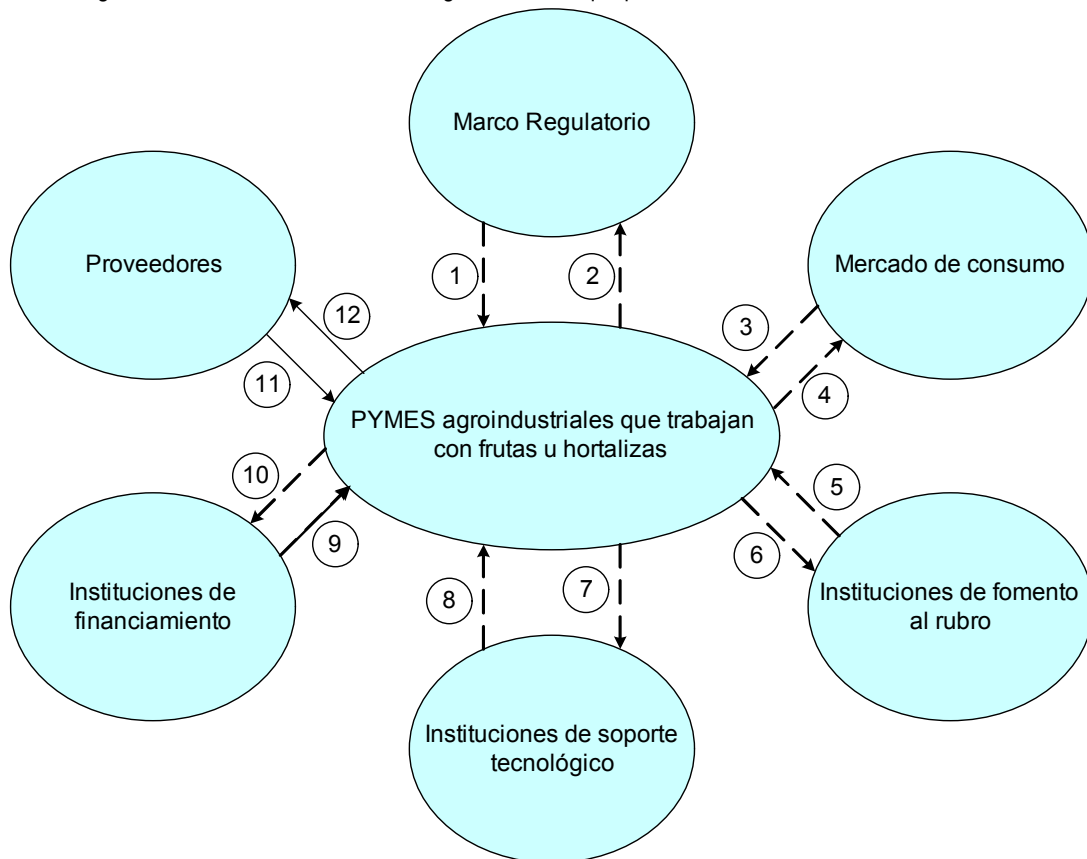 Marco Regulatorio
Proveedores
Mercado de consumo
1
2
3
12
4
11
PYMES agroindustriales que trabajan
con frutas u hortalizas
10
5
9
6
Instituciones de
financiamiento
8
7
Instituciones de fomento
al rubro
Instituciones de soporte
tecnológico